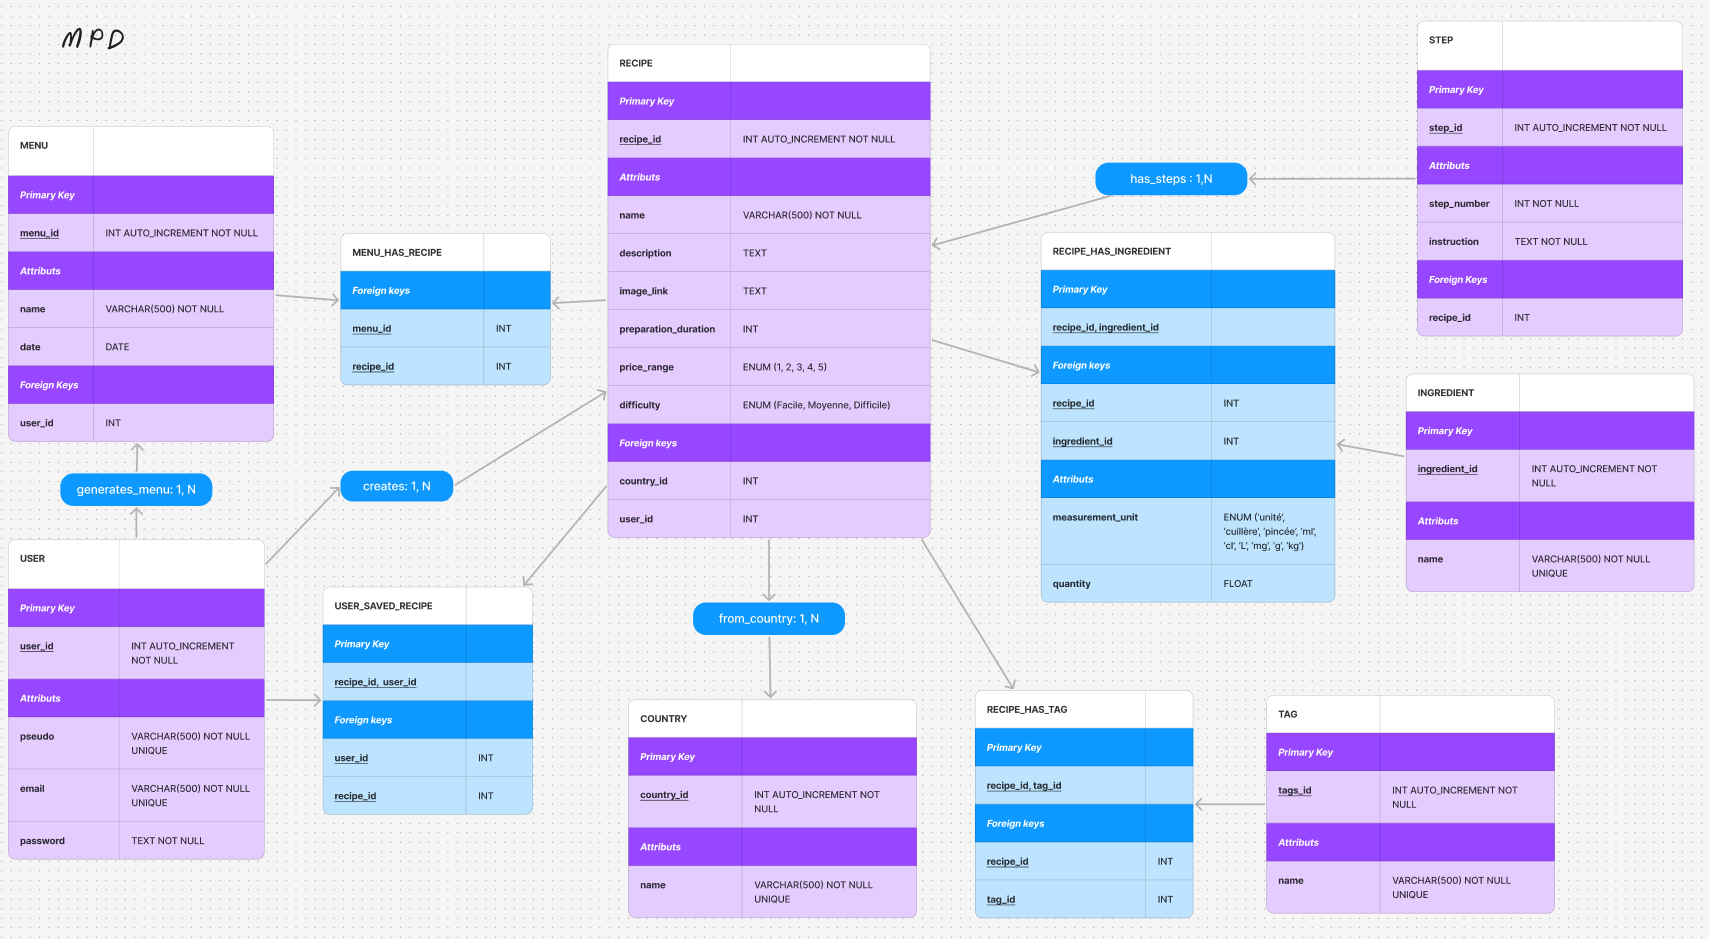 MPD
MENU
Primary Key
menu_id INT AUTO_INCREMENT NOT NULL
Attributs
name VARCHAR(500) NOT NULL
date DATE
Foreign Keys
user_id INT
generates_menu: 1, N
USER
Primary Key
user_id INT AUTO_INCREMENT
NOT NULL
Attributs
pseudo VARCHAR(500) NOT NULL
UNIQUE
email VARCHAR(500) NOT NULL
UNIQUE
password TEXT NOT NULL
MENU_HAS_RECIPE
Foreign keys
menu_id INT
recipe_id INT
creates: 1, N
USER_SAVED_RECIPE
Primary Key
recipe_id, user_id
Foreign keys
user_id INT
recipe_id INT
RECIPE
Primary Key
recipe_id INT AUTO_INCREMENT NOT NULL
Attributs
name VARCHAR(500) NOT NULL
description TEXT
image_link TEXT
preparation_duration INT
price_range ENUM (1, 2, 3, 4, 5)
difficulty ENUM (Facile, Moyenne, Difficile)
Foreign keys
country_id INT
user_id INT
from_country: 1, N
COUNTRY
Primary Key
country_id INT AUTO_INCREMENT NOT
NULL
Attributs
name VARCHAR(500) NOT NULL
UNIQUE
has_steps : 1,N
RECIPE_HAS_INGREDIENT
Primary Key
recipe_id, ingredient_id
Foreign keys
recipe_id INT
ingredient_id INT
Attributs
measurement_unit ENUM (‘unité’,
‘cuillère’, ‘pincée’, ‘ml’,
‘cl’, ‘L’, ‘mg’, ‘g’, ‘kg’)
quantity FLOAT
RECIPE_HAS_TAG
Primary Key
recipe_id, tag_id
Foreign keys
recipe_id INT
tag_id INT
STEP
Primary Key
step_id INT AUTO_INCREMENT NOT NULL
Attributs
step_number INT NOT NULL
instruction TEXT NOT NULL
Foreign Keys
recipe_id INT
INGREDIENT
Primary Key
ingredient_id INT AUTO_INCREMENT NOT
NULL
Attributs
name VARCHAR(500) NOT NULL
UNIQUE
TAG
Primary Key
tags_id INT AUTO_INCREMENT NOT
NULL
Attributs
name VARCHAR(500) NOT NULL
UNIQUE